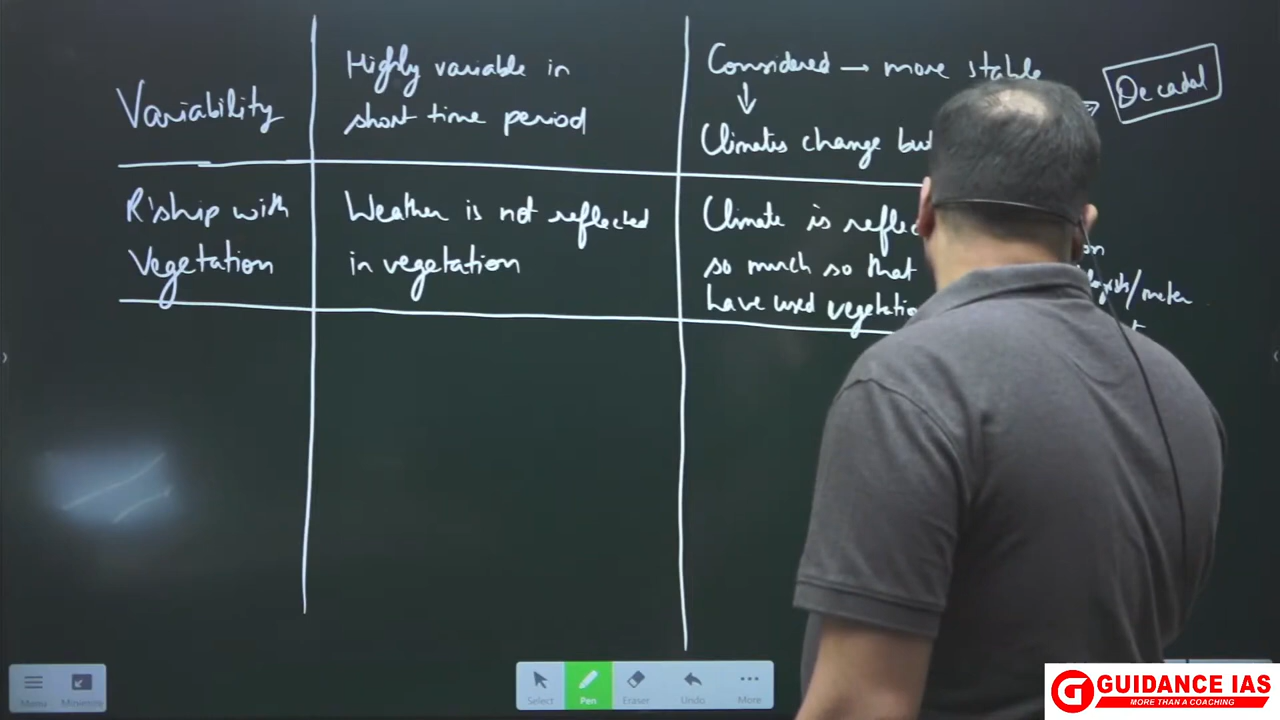 Variability
Highly variable in
short time period
Considered → more stable
↓
Climates change but
Decadal
R'ship with
Vegetation
Weather is not reflected
in vegetation
Climate is
so much so that
have used vegetation
Menu
Select
Pen
Eraser
Undo
More
GUIDANCE IAS
MORE THAN A COACHING